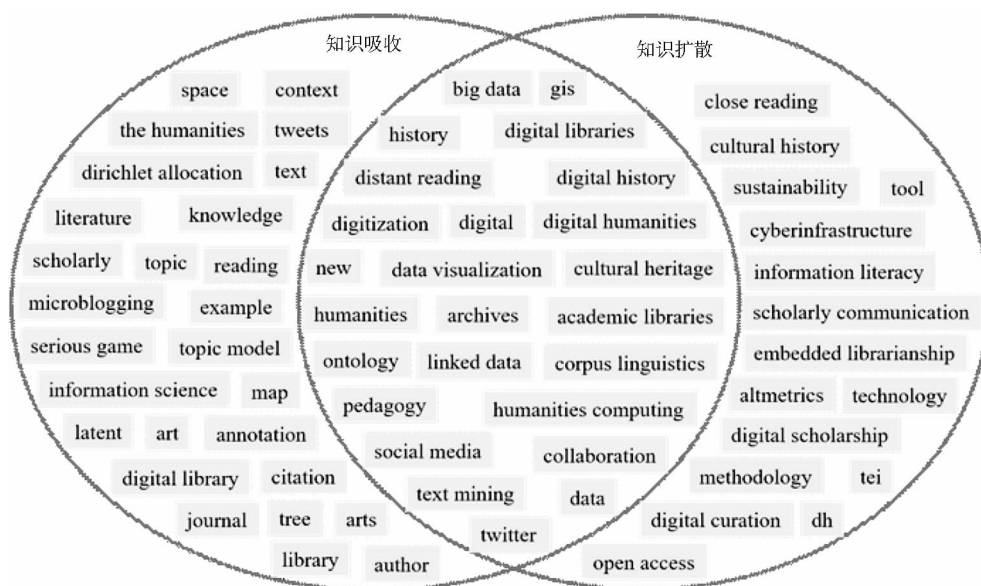 知识吸收 知识扩散
space context big data gis close reading
the humanities tweets history digital libraries cultural history
dirichlet allocation text distant reading digital history sustainability tool
literature knowledge digitization digital digital humanities cyberinfrastructure
scholarly topic reading new data visualization cultural heritage information literacy
microblogging example humanities archives academic libraries scholarly communication
serious game topic model ontology linked data corpus linguistics embedded librarianship
information science map pedagogy humanities computing altmetrics technology
latent art annotation social media collaboration digital scholarship
digital library citation text mining data methodology tei
journal tree arts twitter digital curation dh
library author open access